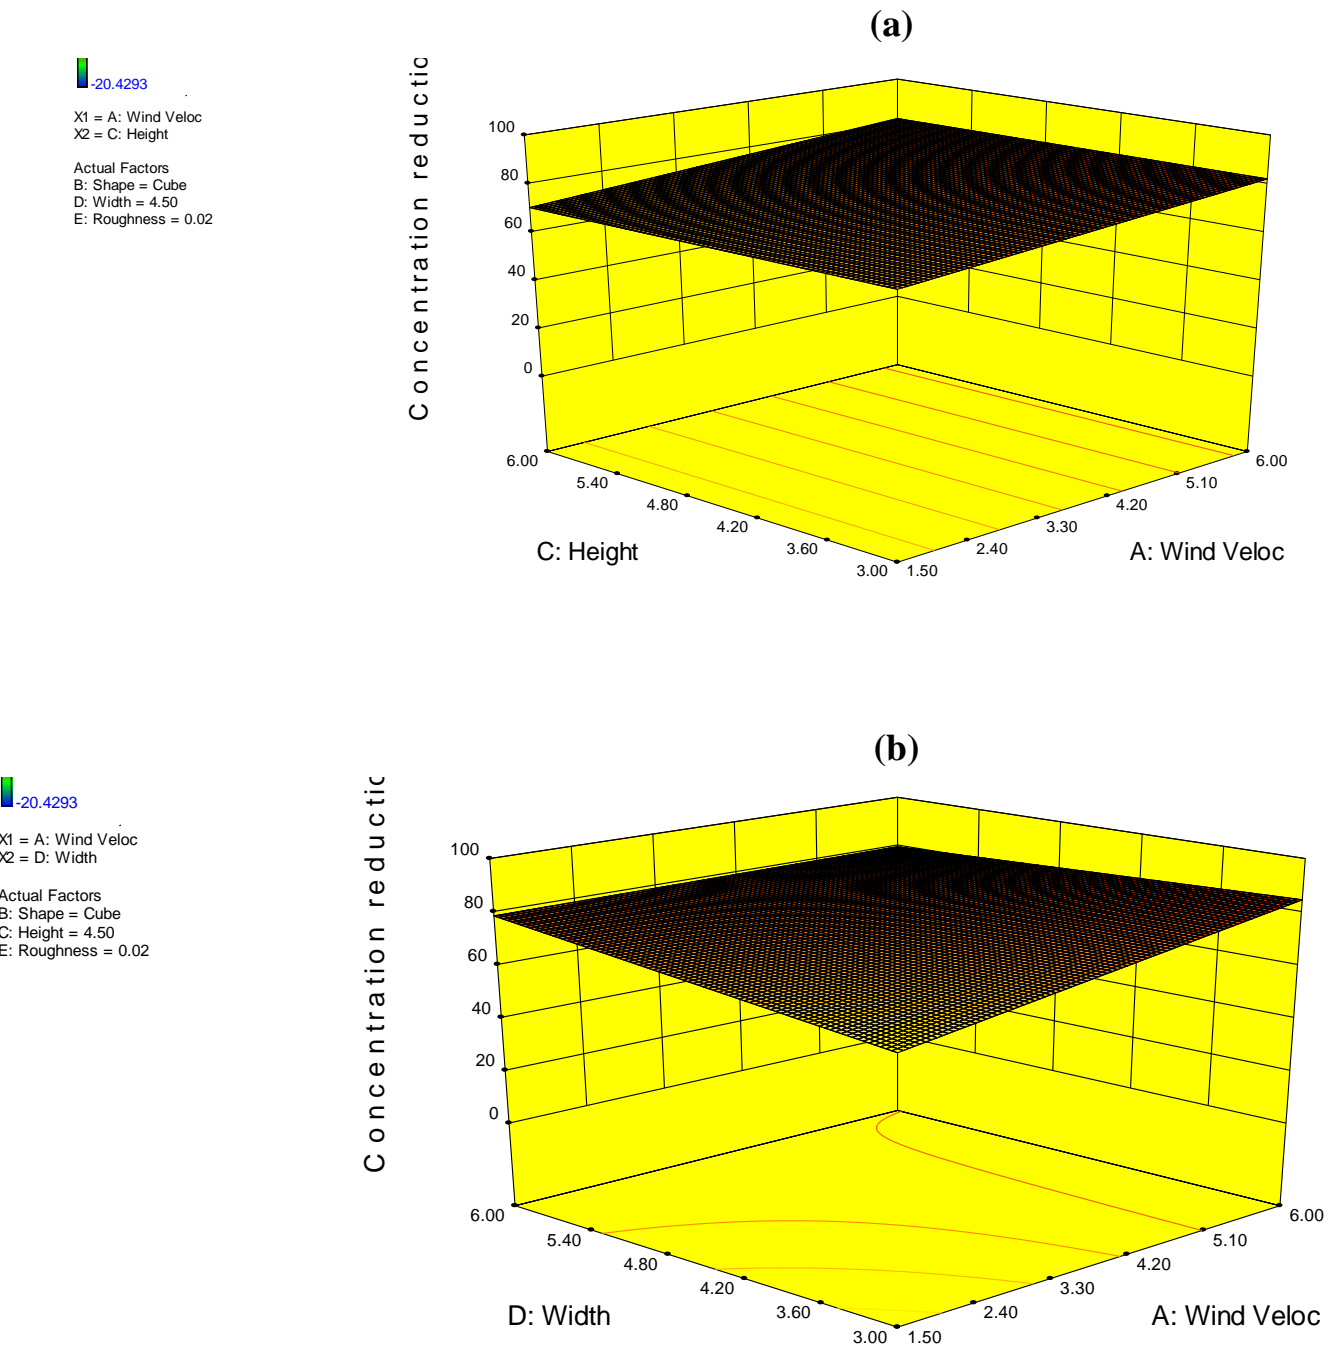 (a)
-20.4293
X1 = A: Wind Veloc
X2 = C: Height
Actual Factors
B: Shape = Cube
D: Width = 4.50
E: Roughness = 0.02
Concentration reductic
100
80
60
40
20
0
6.00
5.40
4.80
4.20
3.60
3.00
1.50
2.40
3.30
4.20
5.10
6.00
C: Height
A: Wind Veloc
(b)
-20.4293
X1 = A: Wind Veloc
X2 = D: Width
Actual Factors
B: Shape = Cube
C: Height = 4.50
E: Roughness = 0.02
Concentration reductic
100
80
60
40
20
0
6.00
5.40
4.80
4.20
3.60
3.00
1.50
2.40
3.30
4.20
5.10
6.00
D: Width
A: Wind Veloc